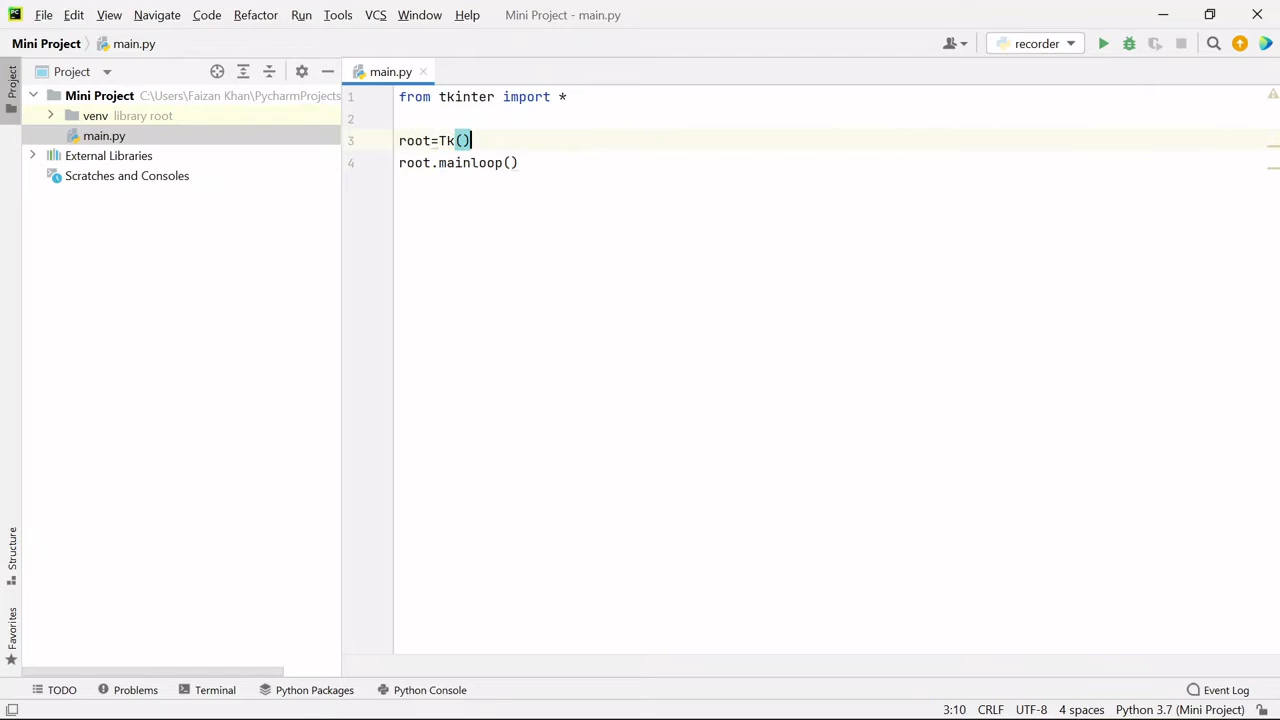 PC File Edit View Navigate Code Refactor Run Tools VCS Window Help Mini Project - main.py
Mini Project main.py recorder
Project Project main.py
Mini Project C:\Users\Faizan Khan\PycharmProjects
venv library root
main.py
External Libraries
Scratches and Consoles
1 from tkinter import *
2
3 root=Tk()
4 root.mainloop()
Structure
Favorites
TODO Problems Terminal Python Packages Python Console Event Log
3:10 CRLF UTF-8 4 spaces Python 3.7 (Mini Project)